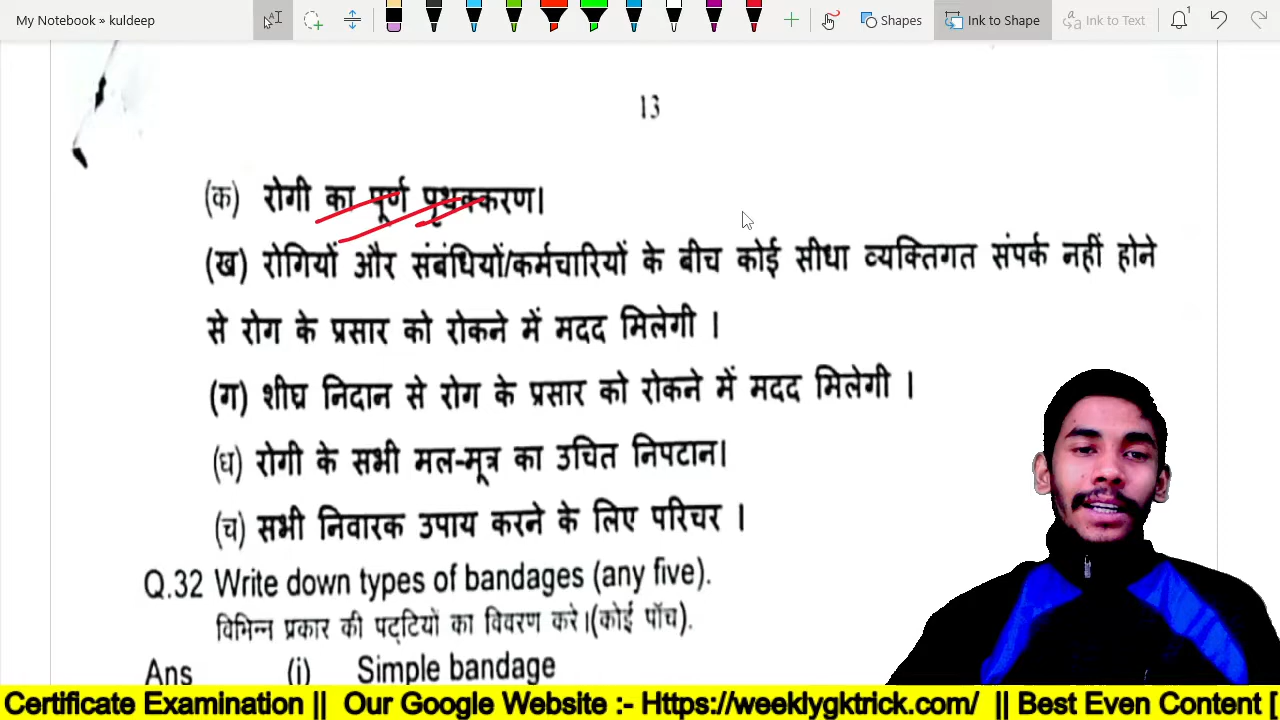 My Notebook » kuldeep
Shapes
Ink to Shape
Ink to Text
1
13
(क) रोगी का पूर्ण पृथक्करण।
(ख) रोगियों और संबंधियों/कर्मचारियों के बीच कोई सीधा व्यक्तिगत संपर्क नहीं होने
से रोग के प्रसार को रोकने में मदद मिलेगी ।
(ग) शीघ्र निदान से रोग के प्रसार को रोकने में मदद मिलेगी ।
(घ) रोगी के सभी मल-मूत्र का उचित निपटान।
(च) सभी निवारक उपाय करने के लिए परिचर ।
Q.32 Write down types of bandages (any five).
विभिन्न प्रकार की पट्टियों का विवरण करे।(कोई पॉच).
Ans (i) Simple bandage
Certificate Examination || Our Google Website :- Https://weeklygktrick.com/ || Best Even Content [